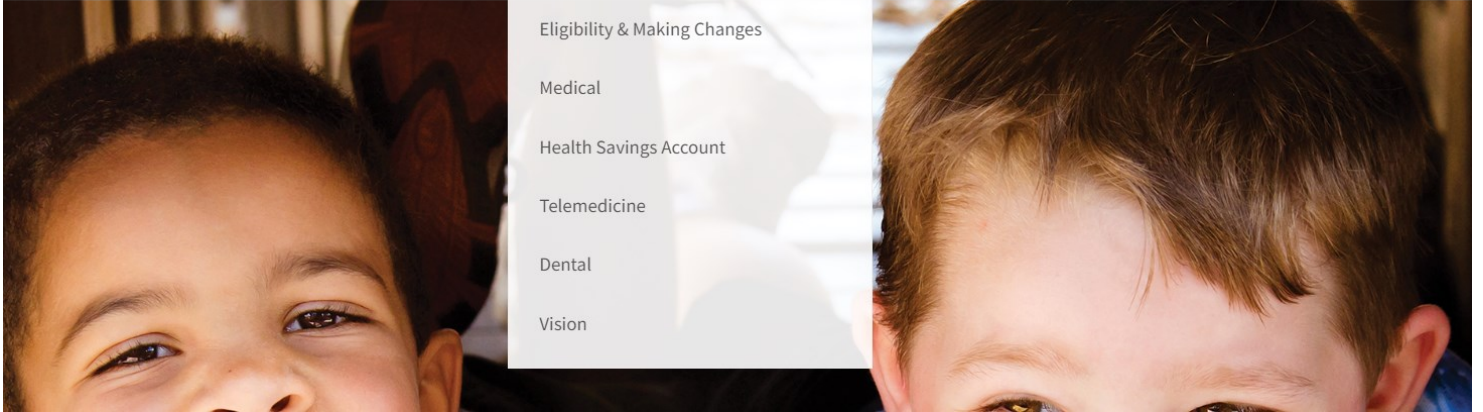 Eligibility & Making Changes
Medical
Health Savings Account
Telemedicine
Dental
Vision